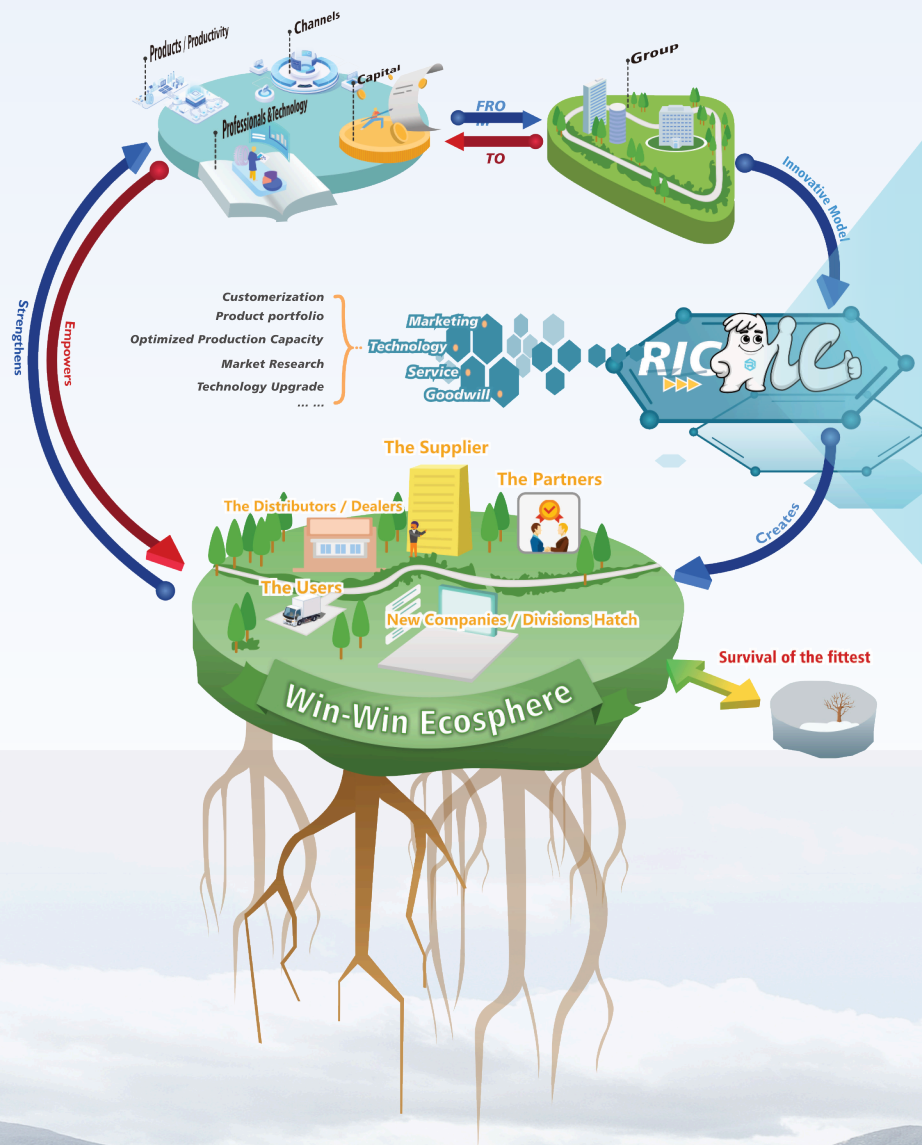 Products / Productivity
Channels
Capital
Professionals &Technology
FRO
M
TO
Group
Innovative Model
Strengthens
Empowers
Customerization
Product portfolio
Optimized Production Capacity
Market Research
Technology Upgrade
... ...
Marketing
Technology
Service
Goodwill
Creates
The Supplier
The Partners
The Distributors / Dealers
The Users
New Companies / Divisions Hatch
Survival of the fittest
Win-Win Ecosphere